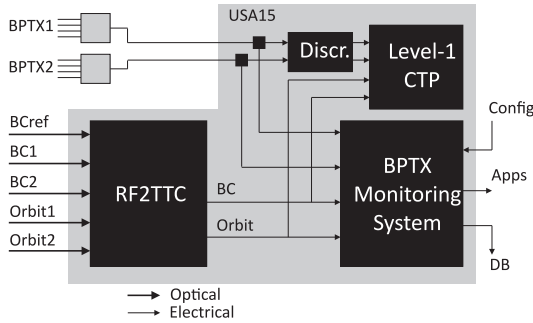 USA15
BPTX1
BPTX2
Discr.
Level-1
CTP
BCref
BC1
BC2
Orbit1
Orbit2
RF2TTC
BC
Orbit
BPTX
Monitoring
System
Config
Apps
DB
Optical
Electrical